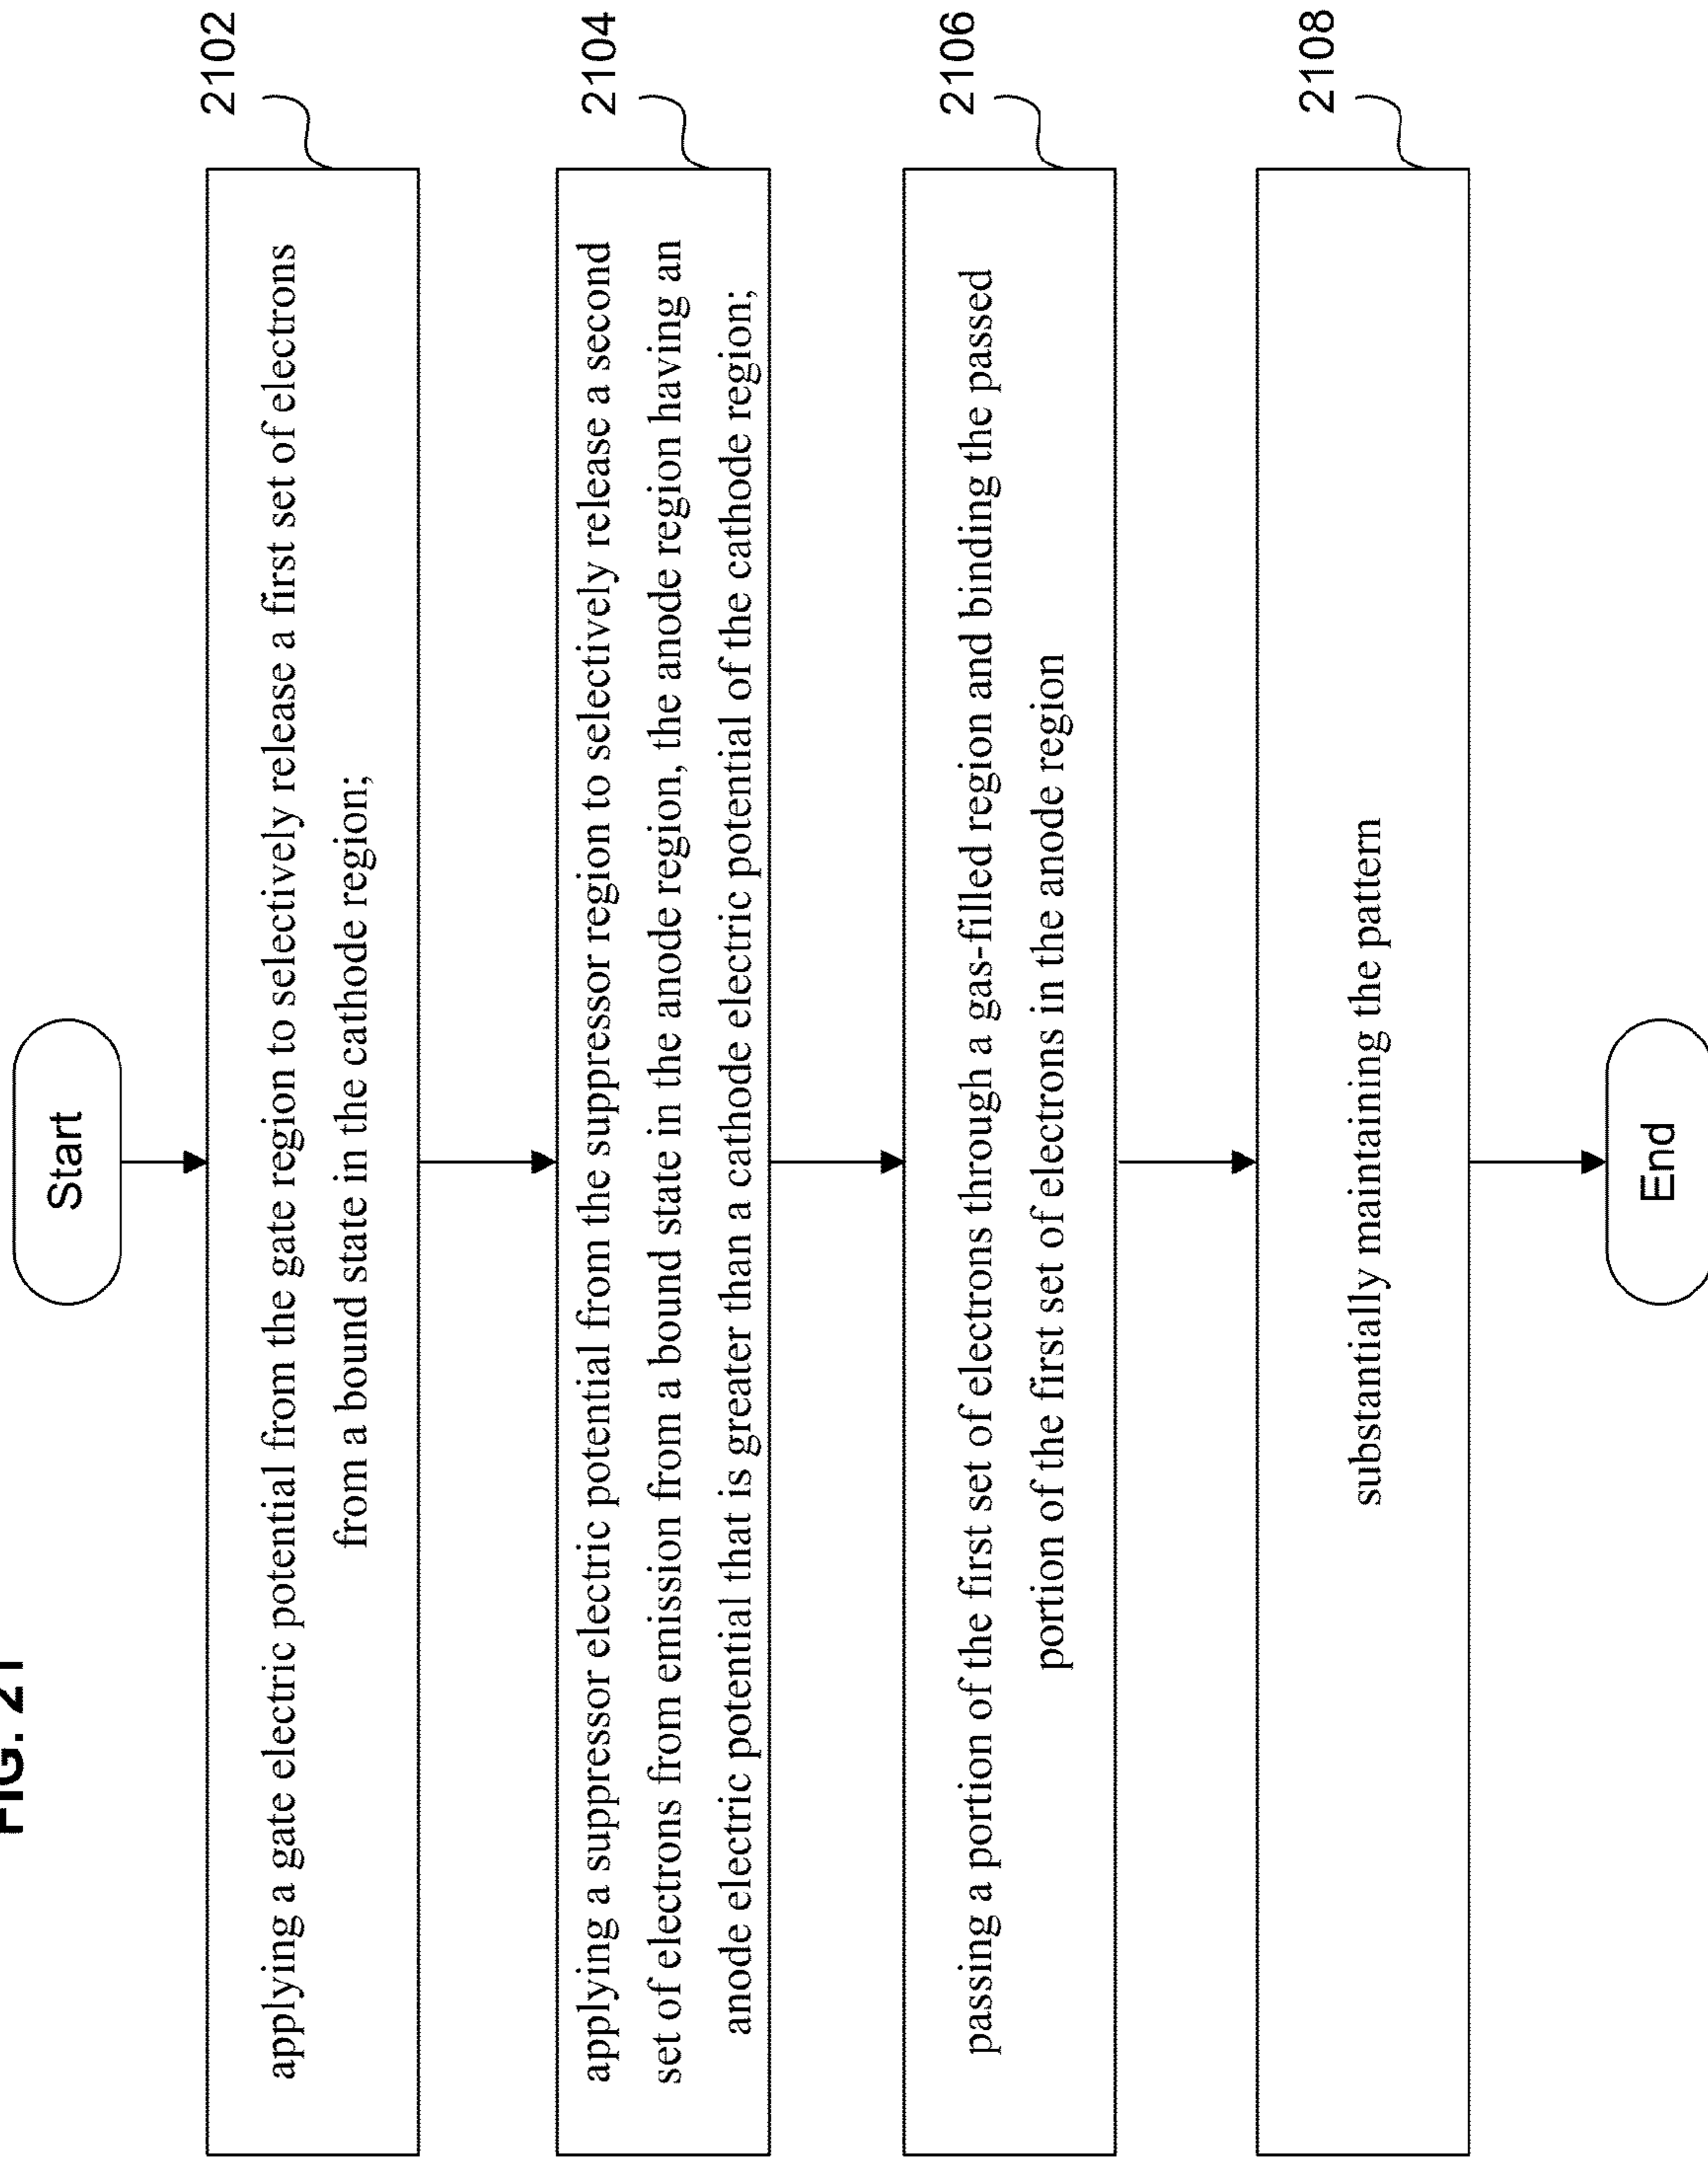 FIG. 21
Start
applying a gate electric potential from the gate region to selectively release a first set of electrons
from a bound state in the cathode region;
2102
applying a suppressor electric potential from the suppressor region to selectively release a second
set of electrons from emission from a bound state in the anode region, the anode region having an
anode electric potential that is greater than a cathode electric potential of the cathode region;
2104
passing a portion of the first set of electrons through a gas-filled region and binding the passed
portion of the first set of electrons in the anode region
2106
substantially maintaining the pattern
2108
End